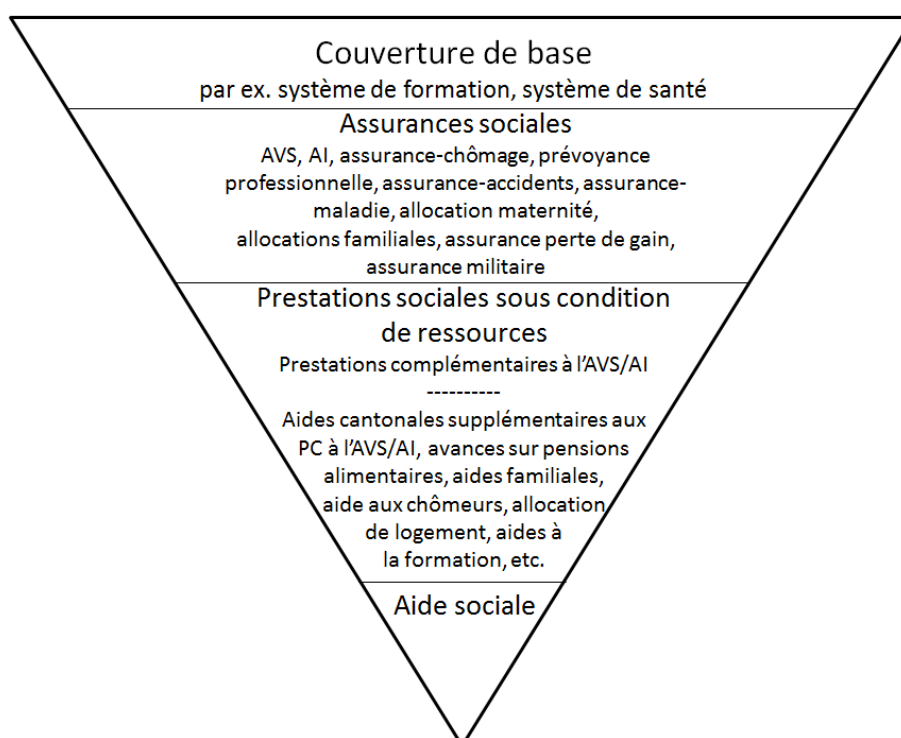 Couverture de base
par ex. système de formation, système de santé
Assurances sociales
AVS, AI, assurance-chômage, prévoyance
professionnelle, assurance-accidents, assurance-
maladie, allocation maternité,
allocations familiales, assurance perte de gain,
assurance militaire
Prestations sociales sous condition
de ressources
Prestations complémentaires à l'AVS/AI
----------
Aides cantonales supplémentaires aux
PC à l'AVS/AI, avances sur pensions
alimentaires, aides familiales,
aide aux chômeurs, allocation
de logement, aides à
la formation, etc.
Aide sociale